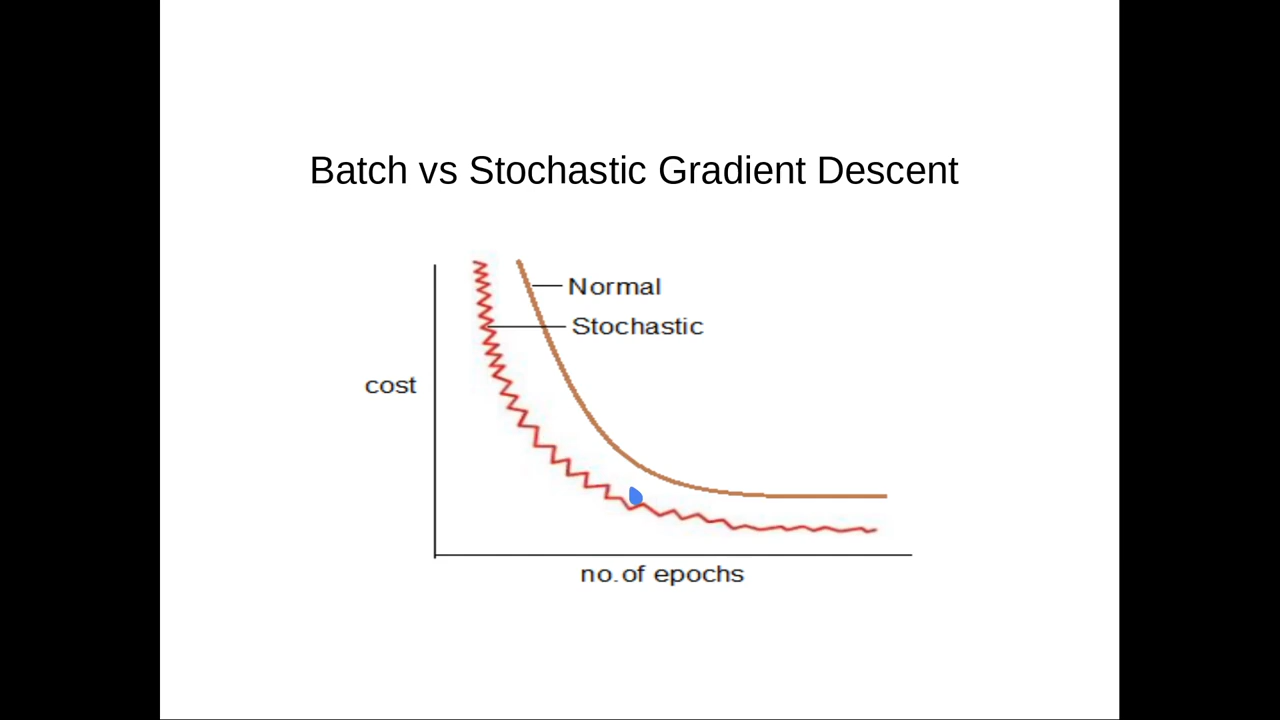 Batch vs Stochastic Gradient Descent
Normal
Stochastic
cost
no.of epochs